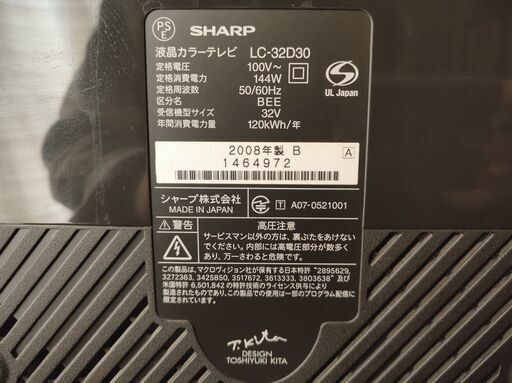 PS
E
SHARP
液晶カラーテレビ LC-32D30
定格電圧 100V～
定格消費電力 144W
定格周波数 50/60Hz
区分名 BEE
受信機型サイズ 32V
年間消費電力量 120kWh/年
UL Japan
2008年製 B
1464972
A
シャープ株式会社
MADE IN JAPAN
T A07-0521001
警告 高圧注意
サービスマン以外の方は、裏ぶたをあけないで
ください。内部には高電圧部分が数多く
あり、万一さわると危険です。
この製品は、マクロヴィジョン社が保有する日本特許 "2895629,
3272363, 3425850, 3517672, 3613333, 3803638" 及び
米国特許 6,501,842 の特許技術のライセンス供与により
製造されたものであり、その使用は一部のプログラム配信に
限定されています。
T.Kita
DESIGN
TOSHIYUKI KITA